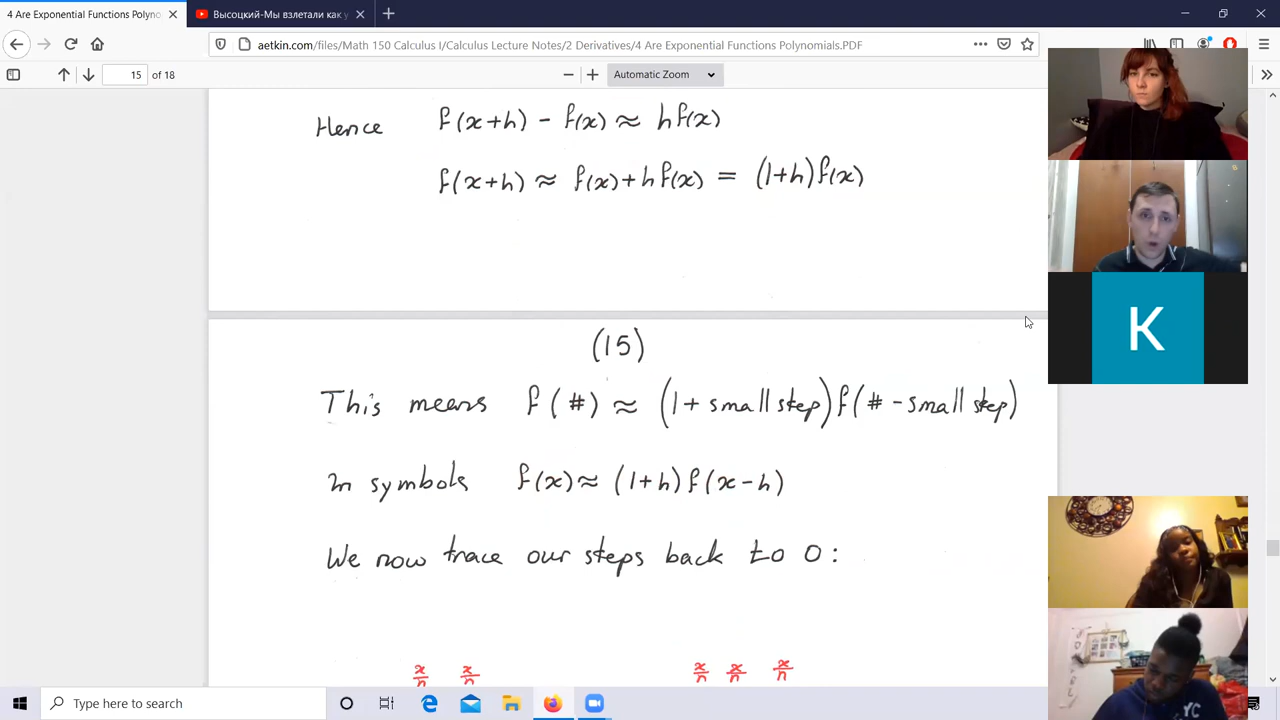 4 Are Exponential Functions Polyno
Высоцкий-Мы взлетали как у
aetkin.com/files/Math 150 Calculus I/Calculus Lecture Notes/2 Derivatives/4 Are Exponential Functions Polynomials.PDF
15 of 18
Automatic Zoom
Hence f(x+h) - f(x) ≈ hf(x)
f(x+h) ≈ f(x)+hf(x) = (1+h)f(x)
K
(15)
This means f(#) ≈ (1+small step)f(# - small step)
In symbols f(x) ≈ (1+h)f(x-h)
We now trace our steps back to 0:
x/n x/n x/n x/n x/n
Type here to search
YC